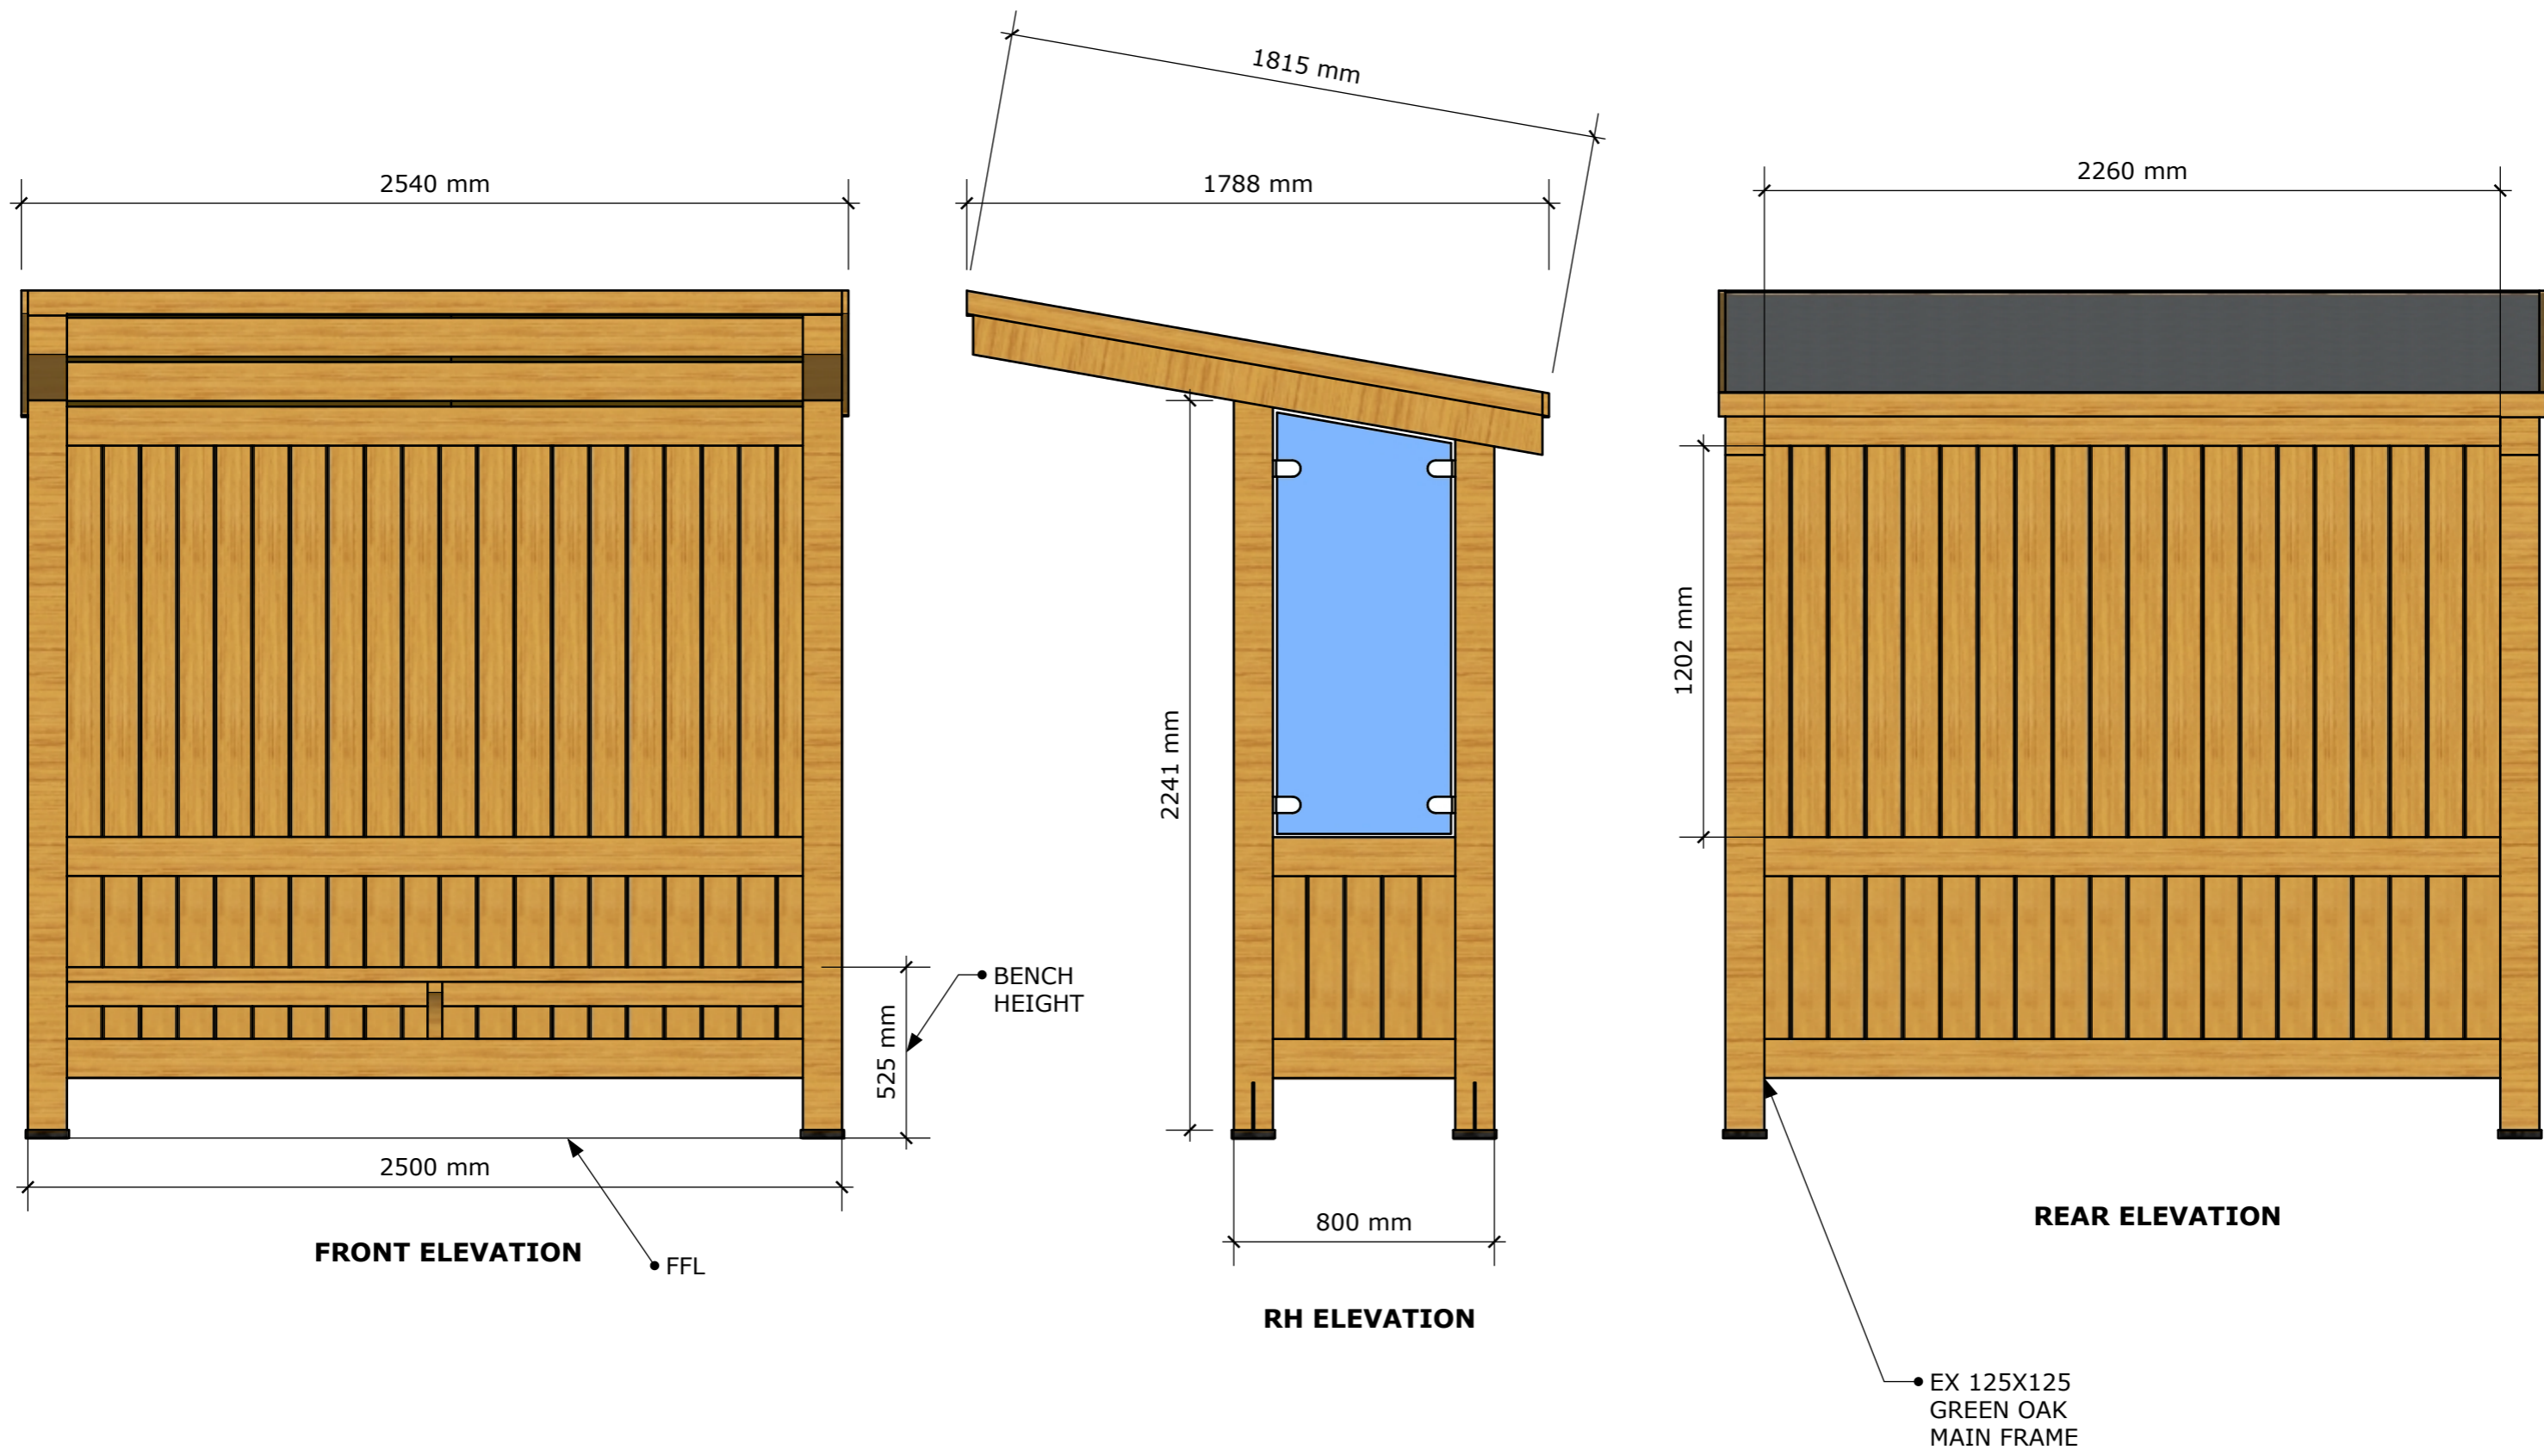 1815 mm
2540 mm
1788 mm
2260 mm
1202 mm
2241 mm
525 mm
BENCH
HEIGHT
2500 mm
800 mm
FRONT ELEVATION
FFL
RH ELEVATION
REAR ELEVATION
EX 125X125
GREEN OAK
MAIN FRAME